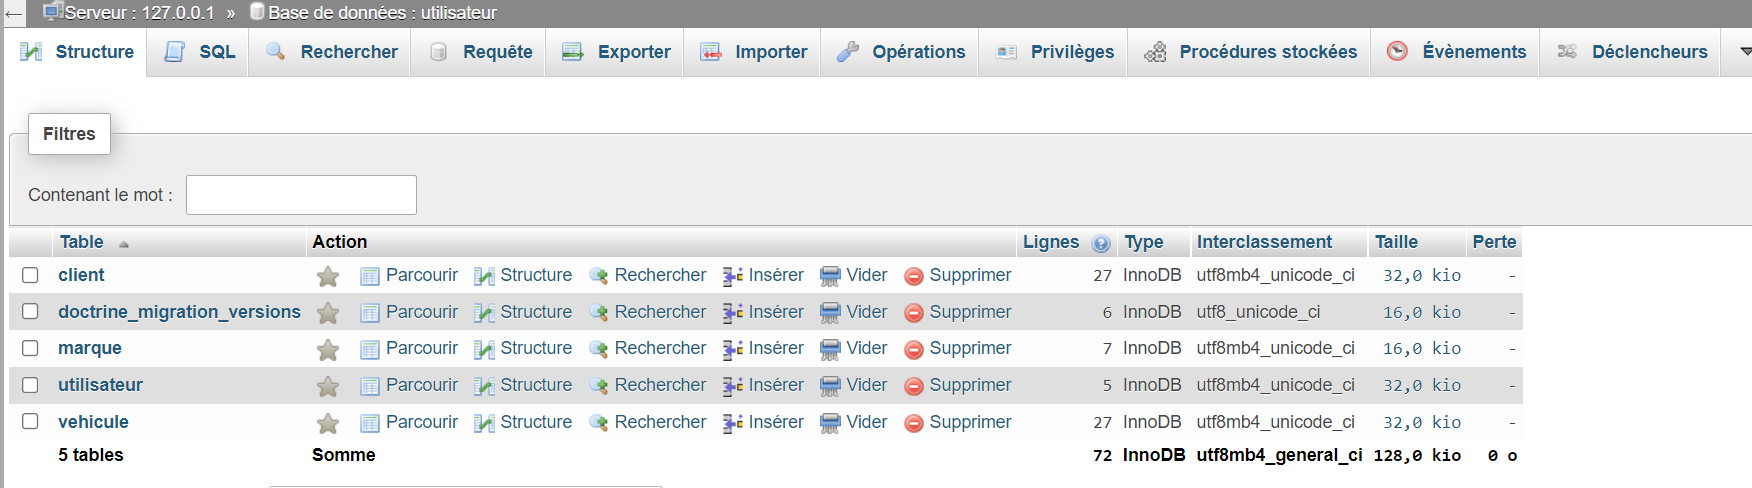 ← Serveur : 127.0.0.1 » Base de données : utilisateur
Structure SQL Rechercher Requête Exporter Importer Opérations Privilèges Procédures stockées Évènements Déclencheurs
Filtres
Contenant le mot :
Table Action Lignes Type Interclassement Taille Perte
client Parcourir Structure Rechercher Insérer Vider Supprimer 27 InnoDB utf8mb4_unicode_ci 32,0 kio -
doctrine_migration_versions Parcourir Structure Rechercher Insérer Vider Supprimer 6 InnoDB utf8_unicode_ci 16,0 kio -
marque Parcourir Structure Rechercher Insérer Vider Supprimer 7 InnoDB utf8mb4_unicode_ci 16,0 kio -
utilisateur Parcourir Structure Rechercher Insérer Vider Supprimer 5 InnoDB utf8mb4_unicode_ci 32,0 kio -
vehicule Parcourir Structure Rechercher Insérer Vider Supprimer 27 InnoDB utf8mb4_unicode_ci 32,0 kio -
5 tables Somme 72 InnoDB utf8mb4_general_ci 128,0 kio 0 o